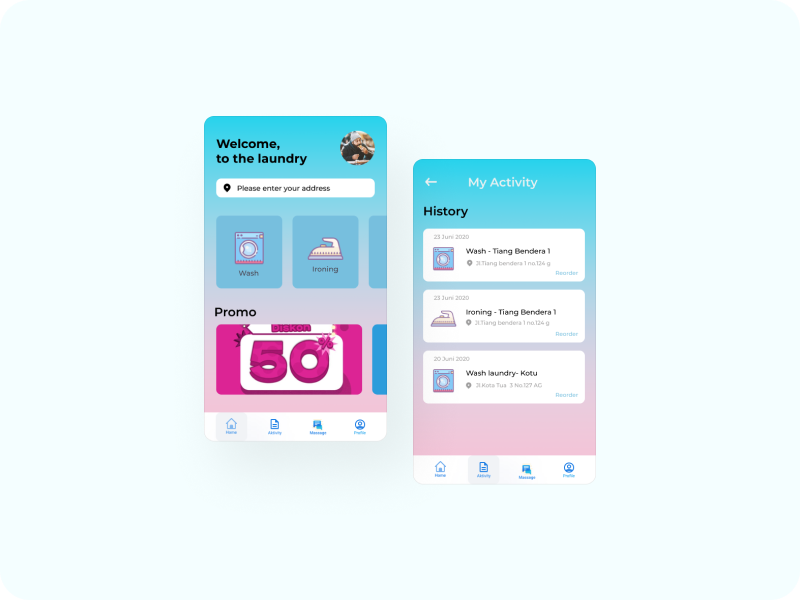 Welcome,
to the laundry
Please enter your address
Wash
Ironing
Promo
Diskon
50%
Home
Aktivity
Message
Profile
My Activity
History
23 Juni 2020
Wash - Tiang Bendera 1
Jl.Tiang bendera 1 no.124 g
Reorder
23 Juni 2020
Ironing - Tiang Bendera 1
Jl.Tiang bendera 1 no.124 g
Reorder
20 Juni 2020
Wash laundry- Kotu
Jl.Kota Tua 3 No.127 AG
Reorder
Home
Aktivity
Message
Profile